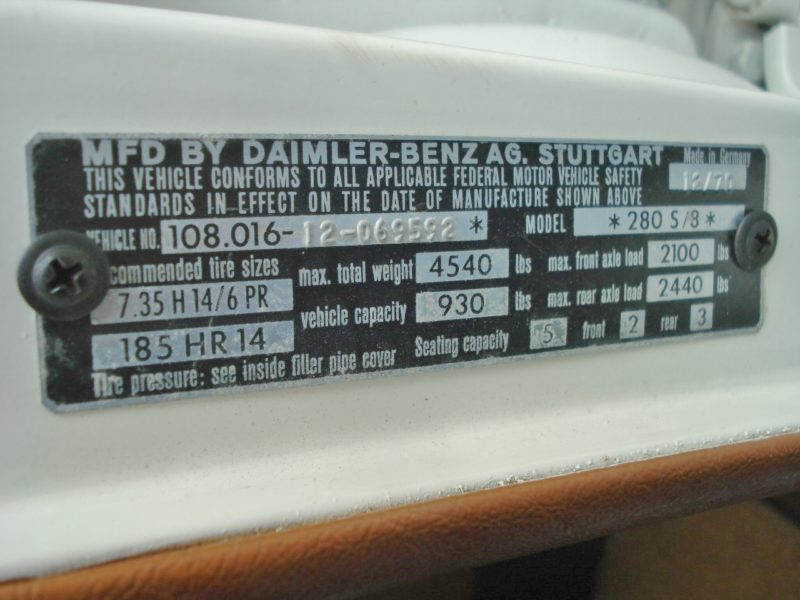 MFD BY DAIMLER-BENZ AG. STUTTGART Made in Germany
THIS VEHICLE CONFORMS TO ALL APPLICABLE FEDERAL MOTOR VEHICLE SAFETY 12/70
STANDARDS IN EFFECT ON THE DATE OF MANUFACTURE SHOWN ABOVE
VEHICLE NO. 108.016-12-069592 * MODEL * 280 S/8 *
commended tire sizes max. total weight 4540 lbs max. front axle load 2100 lbs
7.35 H 14/6 PR vehicle capacity 930 lbs max. rear axle load 2440 lbs
185 HR 14 Seating capacity 5 front 2 rear 3
Tire pressure: see inside filler pipe cover